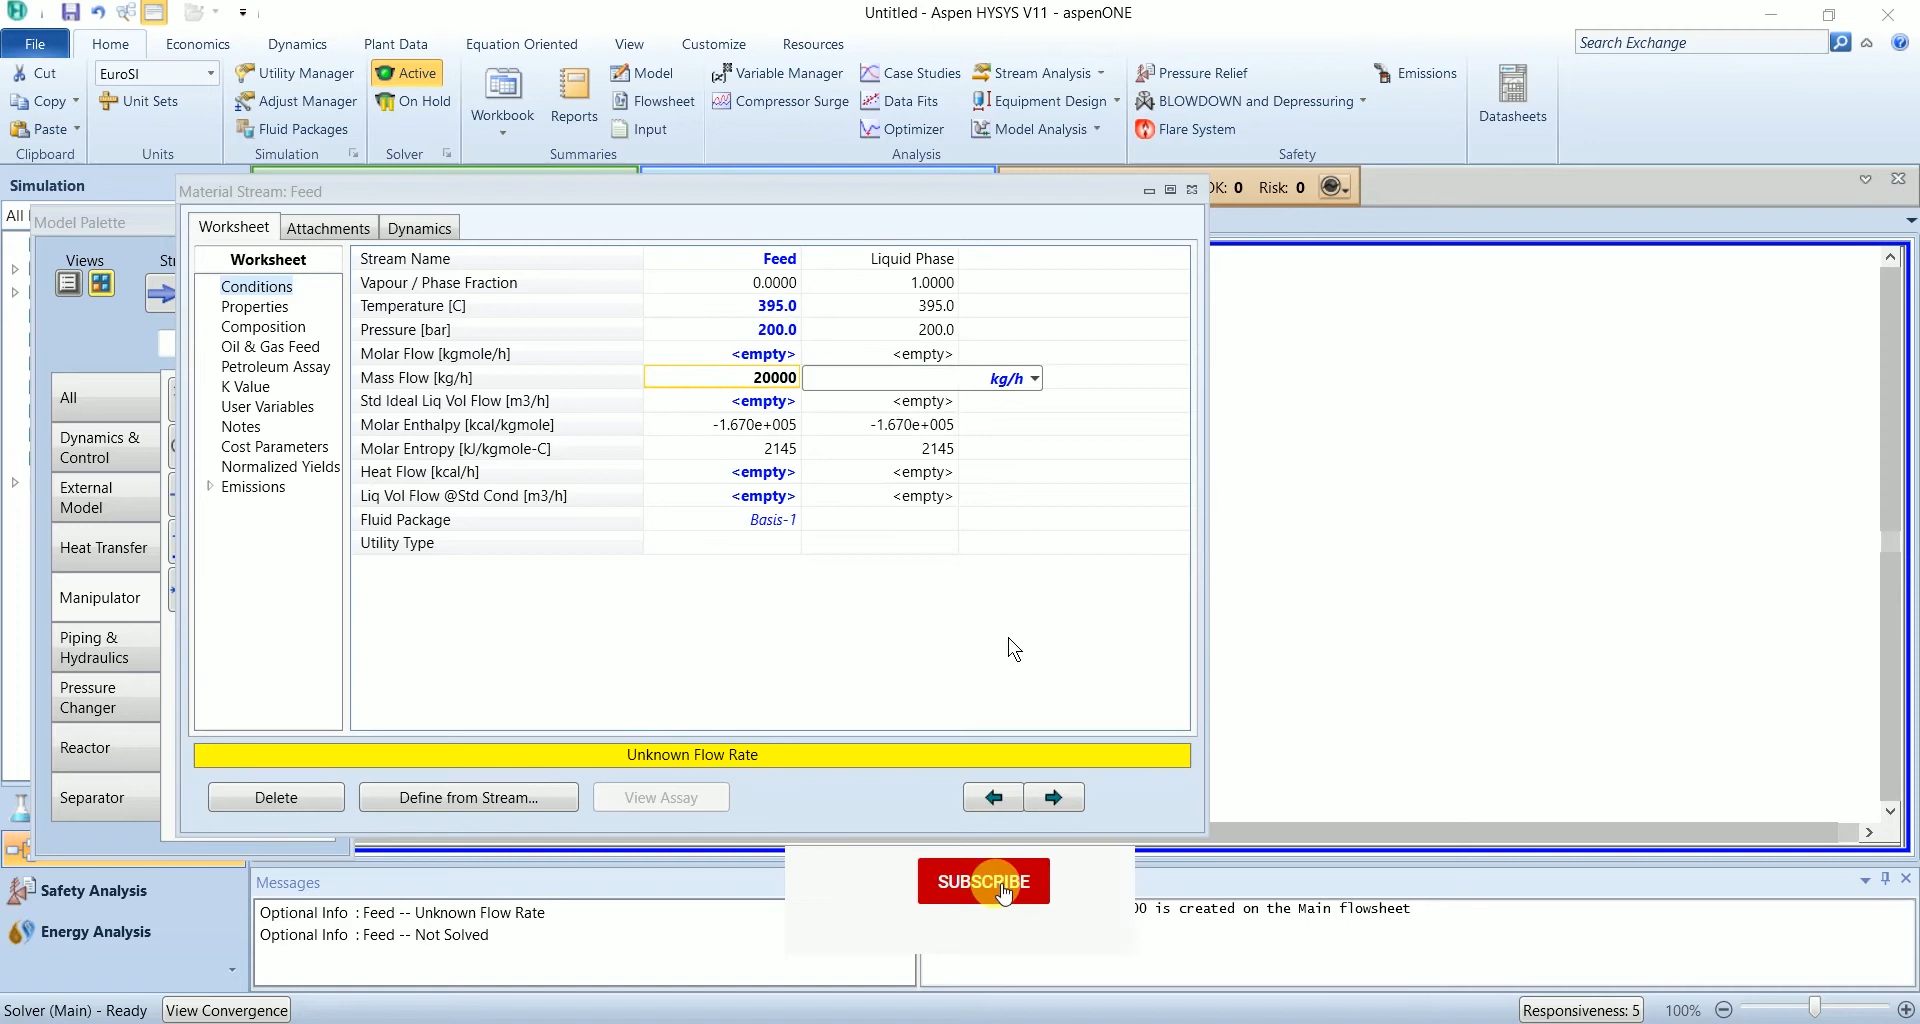 Untitled - Aspen HYSYS V11 - aspenONE
File Home Economics Dynamics Plant Data Equation Oriented View Customize Resources Search Exchange
Cut EuroSI Utility Manager Active Model Variable Manager Case Studies Stream Analysis Pressure Relief Emissions
Copy Unit Sets Adjust Manager On Hold Workbook Reports Flowsheet Compressor Surge Data Fits Equipment Design BLOWDOWN and Depressuring Datasheets
Paste Fluid Packages Input Optimizer Model Analysis Flare System
Clipboard Units Simulation Solver Summaries Analysis Safety
Simulation
Material Stream: Feed
OK: 0 Risk: 0
All
Model Palette
Worksheet Attachments Dynamics
Views
Worksheet
Conditions
Properties
Composition
Oil & Gas Feed
Petroleum Assay
K Value
User Variables
Notes
Cost Parameters
Normalized Yields
Emissions
Stream Name Feed Liquid Phase
Vapour / Phase Fraction 0.0000 1.0000
Temperature [C] 395.0 395.0
Pressure [bar] 200.0 200.0
Molar Flow [kgmole/h] <empty> <empty>
Mass Flow [kg/h] 20000 kg/h
Std Ideal Liq Vol Flow [m3/h] <empty> <empty>
Molar Enthalpy [kcal/kgmole] -1.670e+005 -1.670e+005
Molar Entropy [kJ/kgmole-C] 2145 2145
Heat Flow [kcal/h] <empty> <empty>
Liq Vol Flow @Std Cond [m3/h] <empty> <empty>
Fluid Package Basis-1
Utility Type
All
Dynamics &
Control
External
Model
Heat Transfer
Manipulator
Piping &
Hydraulics
Pressure
Changer
Reactor
Separator
Unknown Flow Rate
Delete Define from Stream... View Assay
SUBSCRIBE
Safety Analysis
Energy Analysis
Messages
Optional Info : Feed -- Unknown Flow Rate
Optional Info : Feed -- Not Solved
is created on the Main flowsheet
Solver (Main) - Ready View Convergence Responsiveness: 5 100%